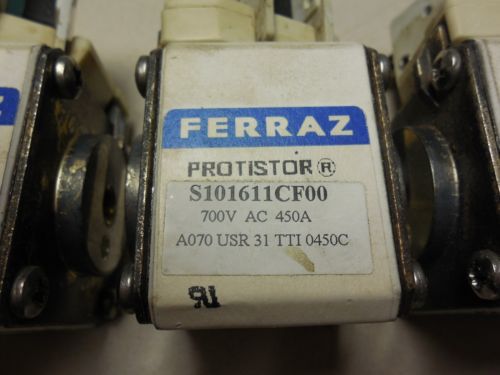 FERRAZ
PROTISTOR®
S101611CF00
700V AC 450A
A070 USR 31 TTI 0450C